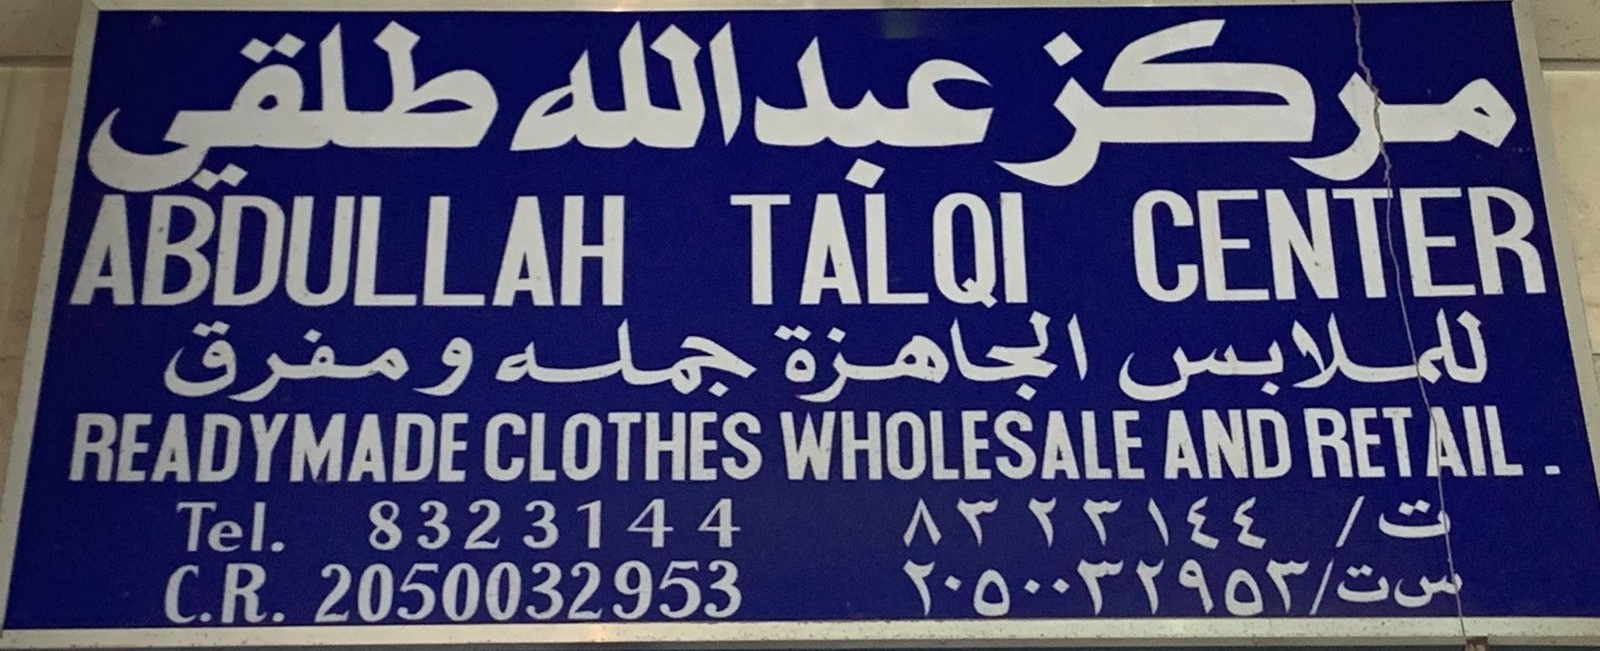 مركز عبدالله طلقي
ABDULLAH TALQI CENTER
للملابس الجاهزة جمله و مفرق
READYMADE CLOTHES WHOLESALE AND RETAIL .
Tel. 8323144 ت/ ٨٣٢٣١٤٤
C.R. 2050032953 س ت/ ٢٠٥٠٠٣٢٩٥٣